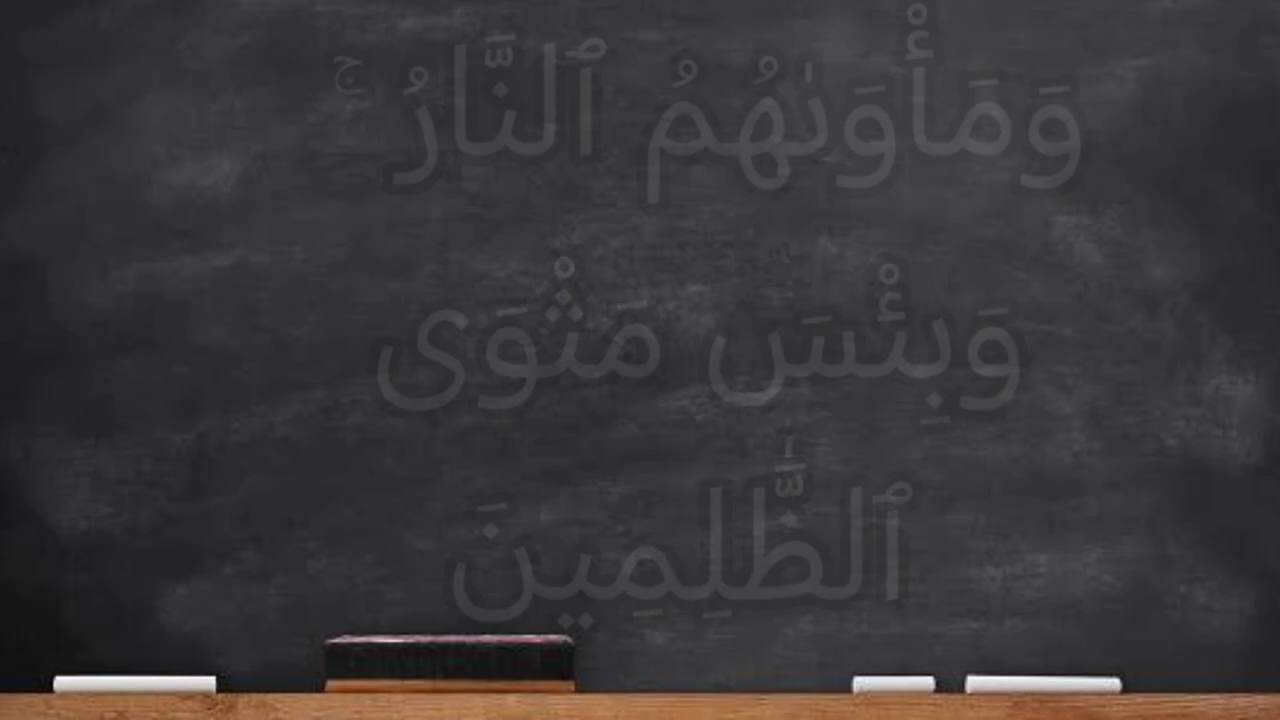 وَمَأْوَىٰهُمُ ٱلنَّارُ ۚ
وَبِئْسَ مَثْوَى
ٱلظَّٰلِمِينَ